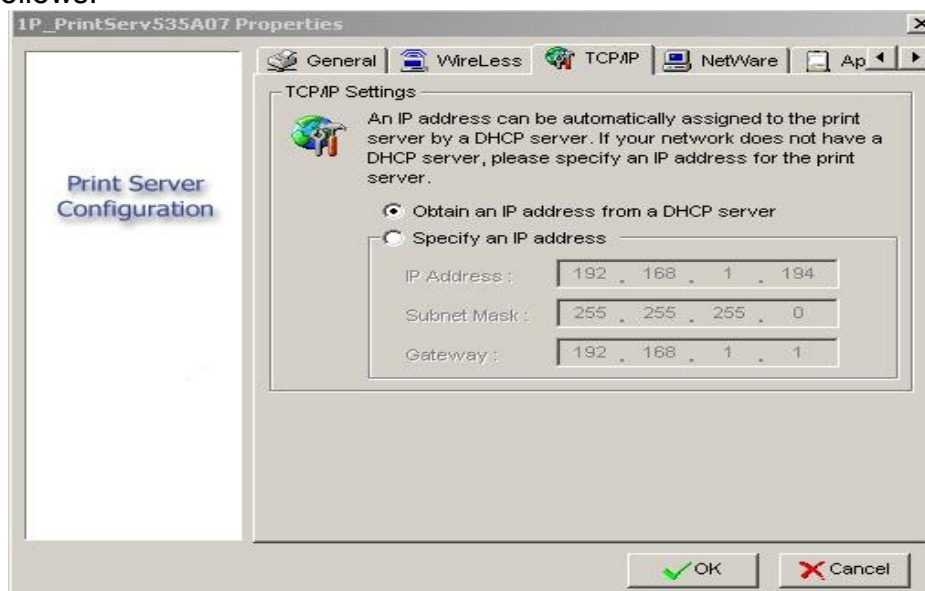 1P_PrintServ535A07 Properties
General WireLess TCP/IP NetWare Ap
Print Server
Configuration
TCP/IP Settings
An IP address can be automatically assigned to the print
server by a DHCP server. If your network does not have a
DHCP server, please specify an IP address for the print
server.
Obtain an IP address from a DHCP server
Specify an IP address
IP Address : 192 . 168 . 1 . 194
Subnet Mask : 255 . 255 . 255 . 0
Gateway : 192 . 168 . 1 . 1
OK Cancel